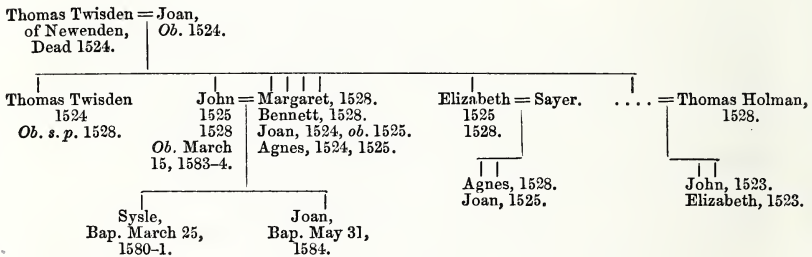 Thomas Twisden = Joan,
of Newenden, Ob. 1524.
Dead 1524.
Thomas Twisden
1524
Ob. s. p. 1528.
John =
1525
1528
Ob. March
15, 1583-4.
Margaret, 1528.
Bennett, 1528.
Joan, 1524, ob. 1525.
Agnes, 1524, 1525.
Elizabeth = Sayer.
1525
1528.
.... = Thomas Holman,
1528.
Sysle,
Bap. March 25,
1580-1.
Joan,
Bap. May 31,
1584.
Agnes, 1528.
Joan, 1525.
John, 1523.
Elizabeth, 1523.